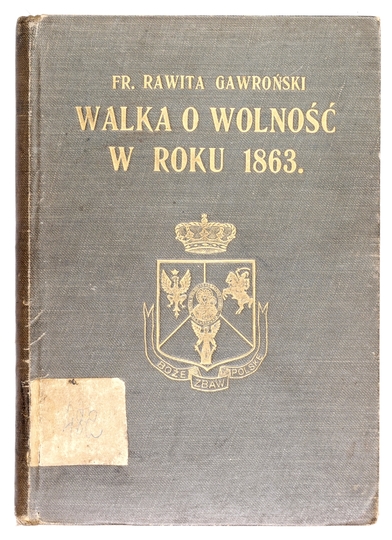 FR. RAWITA GAWROŃSKI
WALKA O WOLNOŚĆ
W ROKU 1863.
BOŻE ZBAW POLSKĘ